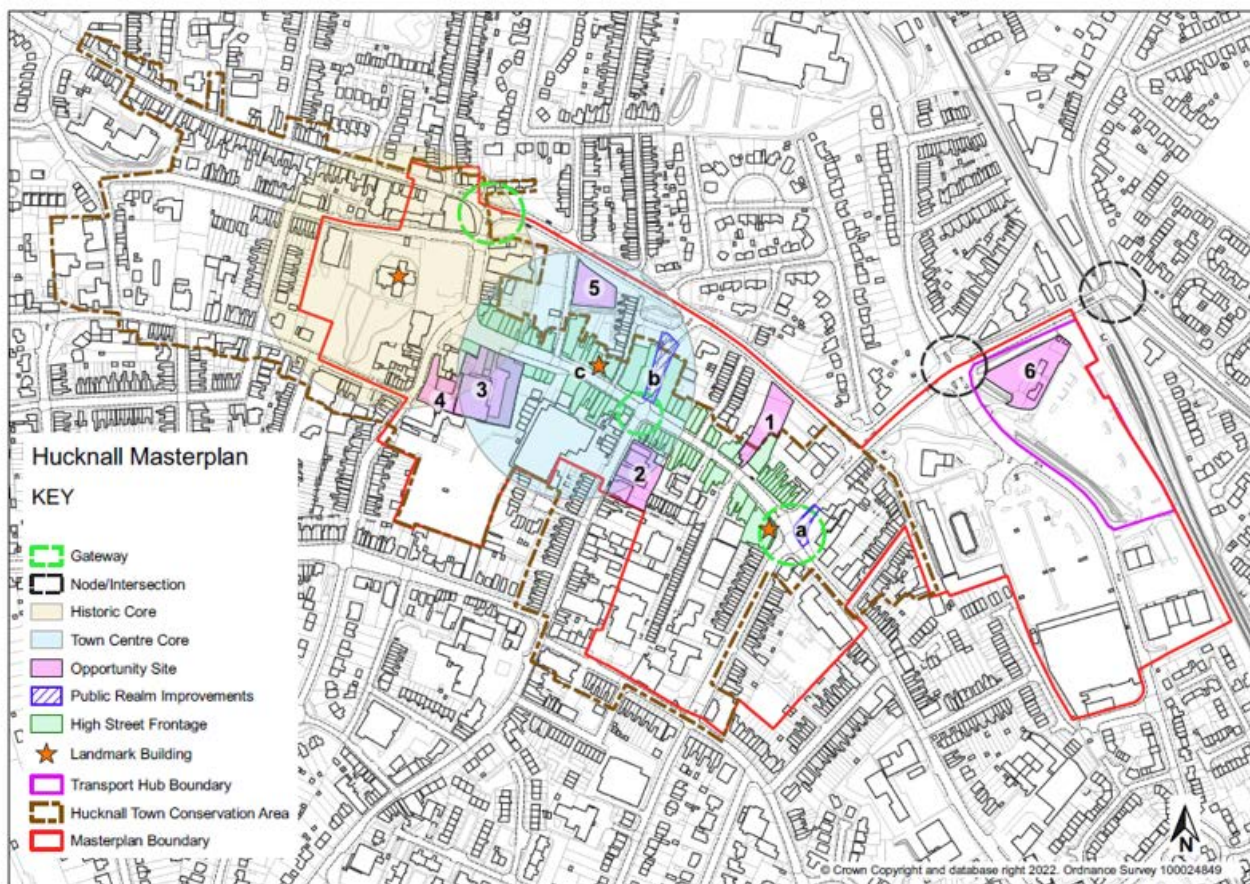 5
c
b
3
4
6
1
2
a
Hucknall Masterplan
KEY
Gateway
Node/Intersection
Historic Core
Town Centre Core
Opportunity Site
Public Realm Improvements
High Street Frontage
Landmark Building
Transport Hub Boundary
Hucknall Town Conservation Area
Masterplan Boundary
N
© Crown Copyright and database right 2022. Ordnance Survey 100024849